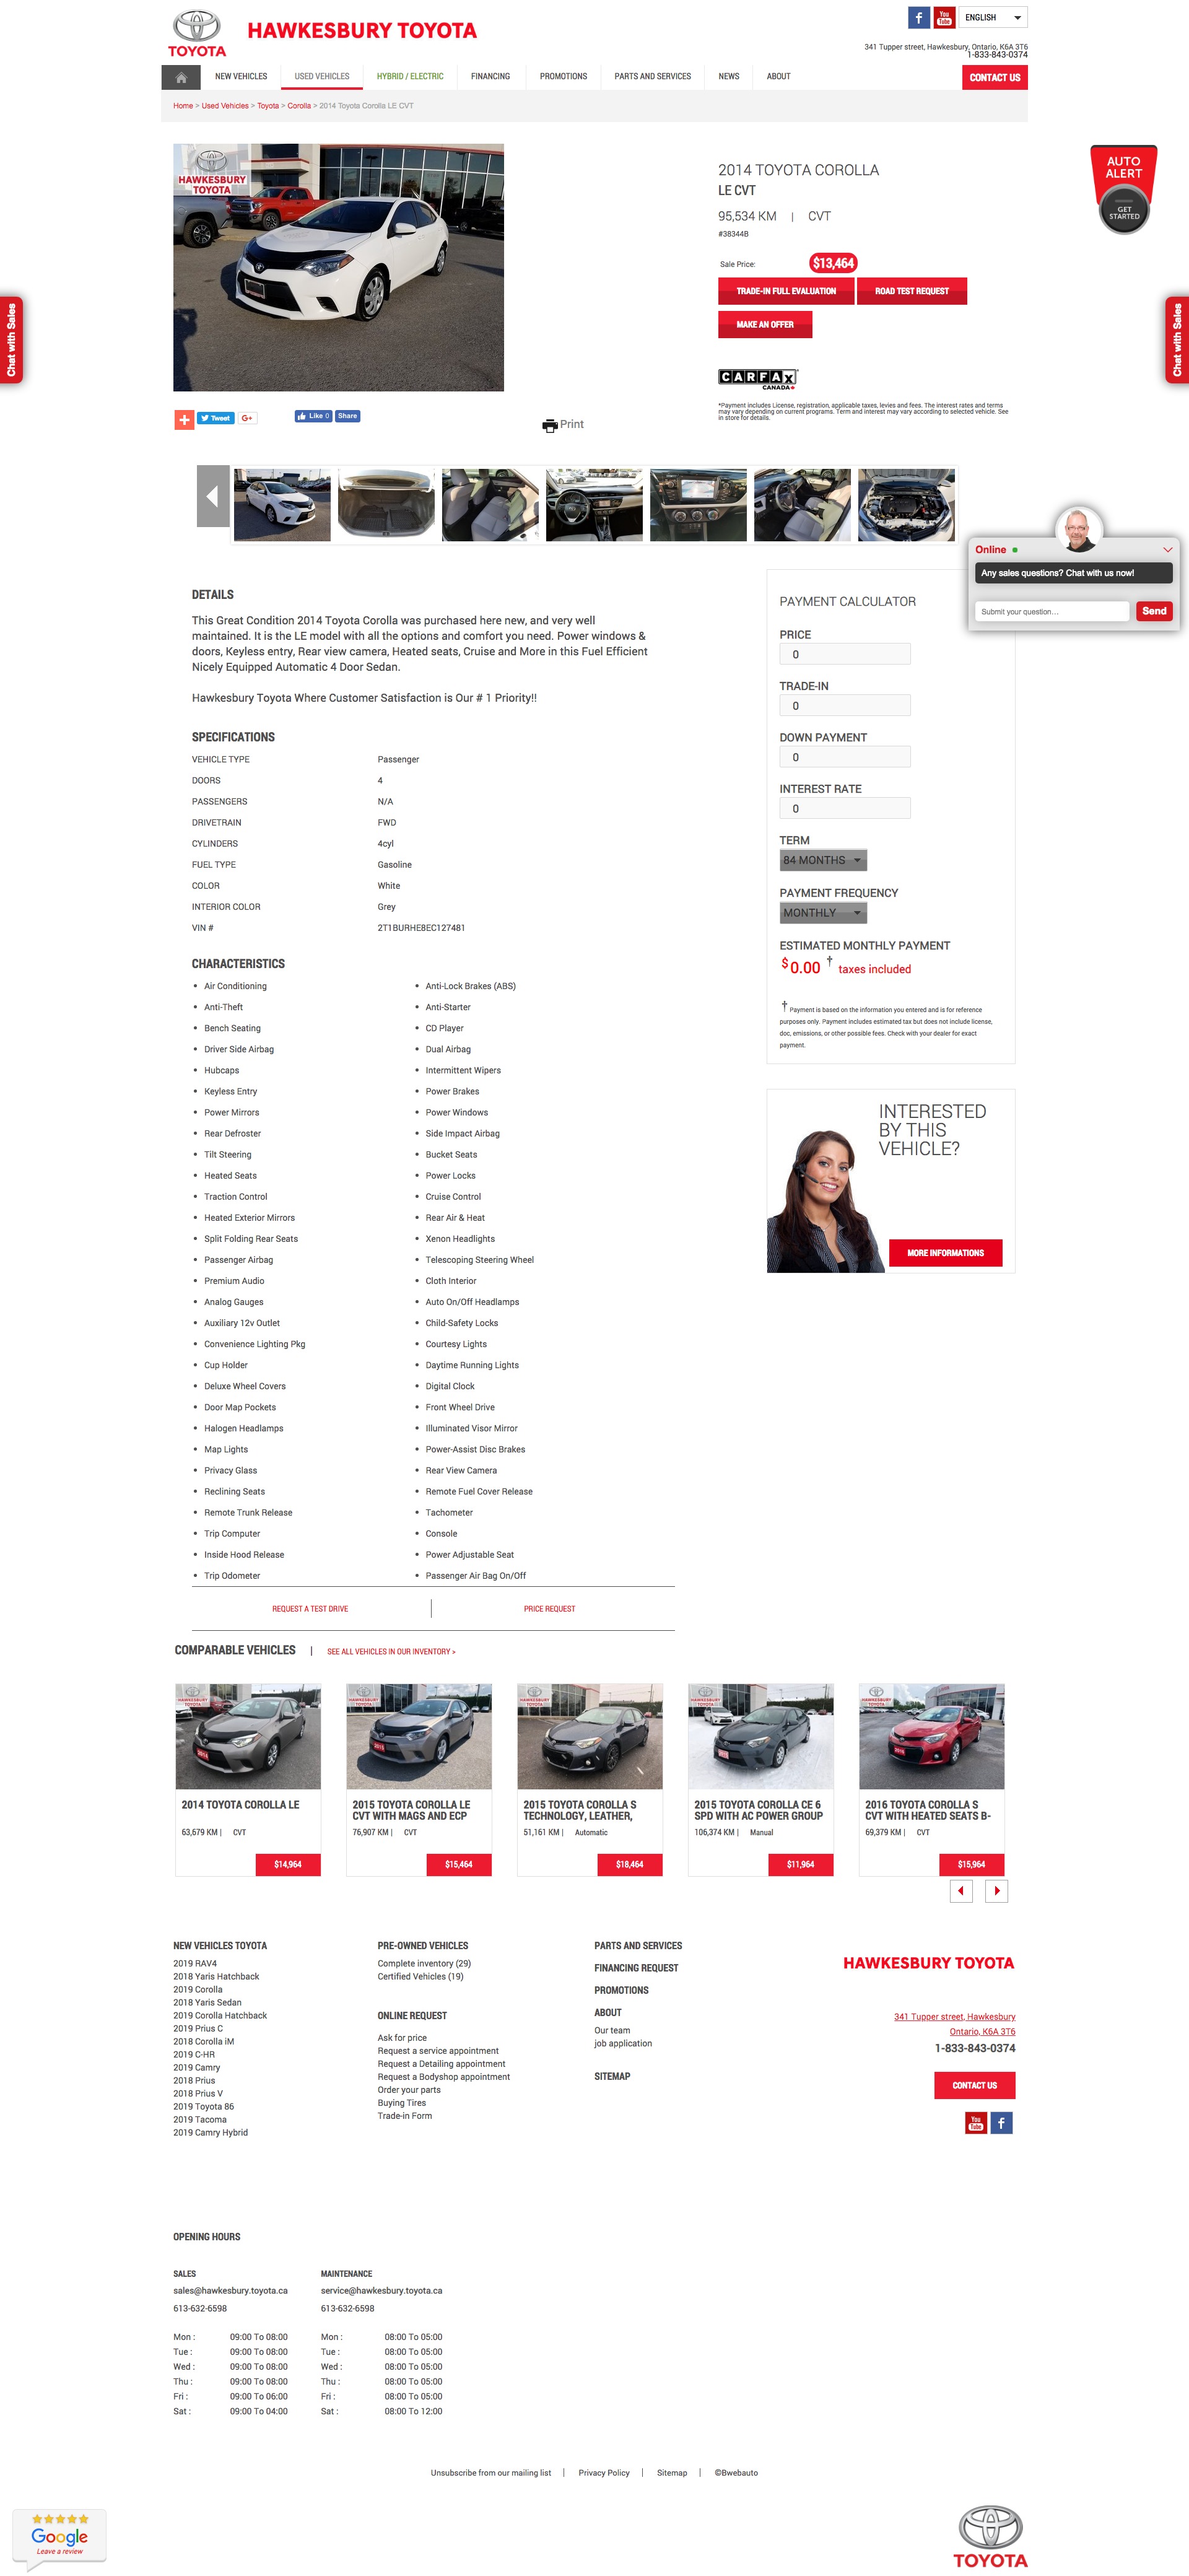 TOYOTA
HAWKESBURY TOYOTA
f
You Tube
ENGLISH
341 Tupper street, Hawkesbury, Ontario, K6A 3T6
1-833-843-0374
NEW VEHICLES
USED VEHICLES
HYBRID / ELECTRIC
FINANCING
PROMOTIONS
PARTS AND SERVICES
NEWS
ABOUT
CONTACT US
Home > Used Vehicles > Toyota > Corolla > 2014 Toyota Corolla LE CVT
HAWKESBURY
TOYOTA
2014 TOYOTA COROLLA
LE CVT
95,534 KM | CVT
#38344B
Sale Price: $13,464
TRADE-IN FULL EVALUATION
ROAD TEST REQUEST
MAKE AN OFFER
CARFAX
CANADA
*Payment includes License, registration, applicable taxes, levies and fees. The interest rates and terms
may vary depending on current programs. Term and interest may vary according to selected vehicle. See
in store for details.
AUTO
ALERT
GET
STARTED
Chat with Sales
Chat with Sales
Tweet
G+
Like 0
Share
Print
Online
Any sales questions? Chat with us now!
Submit your question...
Send
DETAILS
This Great Condition 2014 Toyota Corolla was purchased here new, and very well
maintained. It is the LE model with all the options and comfort you need. Power windows &
doors, Keyless entry, Rear view camera, Heated seats, Cruise and More in this Fuel Efficient
Nicely Equipped Automatic 4 Door Sedan.
Hawkesbury Toyota Where Customer Satisfaction is Our # 1 Priority!!
SPECIFICATIONS
VEHICLE TYPE Passenger
DOORS 4
PASSENGERS N/A
DRIVETRAIN FWD
CYLINDERS 4cyl
FUEL TYPE Gasoline
COLOR White
INTERIOR COLOR Grey
VIN # 2T1BURHE8EC127481
CHARACTERISTICS
Air Conditioning
Anti-Lock Brakes (ABS)
Anti-Theft
Anti-Starter
Bench Seating
CD Player
Driver Side Airbag
Dual Airbag
Hubcaps
Intermittent Wipers
Keyless Entry
Power Brakes
Power Mirrors
Power Windows
Rear Defroster
Side Impact Airbag
Tilt Steering
Bucket Seats
Heated Seats
Power Locks
Traction Control
Cruise Control
Heated Exterior Mirrors
Rear Air & Heat
Split Folding Rear Seats
Xenon Headlights
Passenger Airbag
Telescoping Steering Wheel
Premium Audio
Cloth Interior
Analog Gauges
Auto On/Off Headlamps
Auxiliary 12v Outlet
Child-Safety Locks
Convenience Lighting Pkg
Courtesy Lights
Cup Holder
Daytime Running Lights
Deluxe Wheel Covers
Digital Clock
Door Map Pockets
Front Wheel Drive
Halogen Headlamps
Illuminated Visor Mirror
Map Lights
Power-Assist Disc Brakes
Privacy Glass
Rear View Camera
Reclining Seats
Remote Fuel Cover Release
Remote Trunk Release
Tachometer
Trip Computer
Console
Inside Hood Release
Power Adjustable Seat
Trip Odometer
Passenger Air Bag On/Off
REQUEST A TEST DRIVE
PRICE REQUEST
PAYMENT CALCULATOR
PRICE
0
TRADE-IN
0
DOWN PAYMENT
0
INTEREST RATE
0
TERM
84 MONTHS
PAYMENT FREQUENCY
MONTHLY
ESTIMATED MONTHLY PAYMENT
$0.00 † taxes included
† Payment is based on the information you entered and is for reference
purposes only. Payment includes estimated tax but does not include license,
doc, emissions, or other possible fees. Check with your dealer for exact
payment.
INTERESTED
BY THIS
VEHICLE?
MORE INFORMATIONS
COMPARABLE VEHICLES | SEE ALL VEHICLES IN OUR INVENTORY >
2014 TOYOTA COROLLA LE
63,679 KM | CVT
$14,964
2015 TOYOTA COROLLA LE
CVT WITH MAGS AND ECP
76,907 KM | CVT
$15,464
2015 TOYOTA COROLLA S
TECHNOLOGY, LEATHER,
51,161 KM | Automatic
$18,464
2015 TOYOTA COROLLA CE 6
SPD WITH AC POWER GROUP
106,374 KM | Manual
$11,964
2016 TOYOTA COROLLA S
CVT WITH HEATED SEATS B-
69,379 KM | CVT
$15,964
NEW VEHICLES TOYOTA
2019 RAV4
2018 Yaris Hatchback
2019 Corolla
2018 Yaris Sedan
2019 Corolla Hatchback
2019 Prius C
2018 Corolla iM
2019 C-HR
2019 Camry
2018 Prius
2018 Prius V
2019 Toyota 86
2019 Tacoma
2019 Camry Hybrid
PRE-OWNED VEHICLES
Complete inventory (29)
Certified Vehicles (19)
ONLINE REQUEST
Ask for price
Request a service appointment
Request a Detailing appointment
Request a Bodyshop appointment
Order your parts
Buying Tires
Trade-in Form
PARTS AND SERVICES
FINANCING REQUEST
PROMOTIONS
ABOUT
Our team
job application
SITEMAP
HAWKESBURY TOYOTA
341 Tupper street, Hawkesbury
Ontario, K6A 3T6
1-833-843-0374
CONTACT US
You Tube
f
OPENING HOURS
SALES
sales@hawkesbury.toyota.ca
613-632-6598
Mon : 09:00 To 08:00
Tue : 09:00 To 08:00
Wed : 09:00 To 08:00
Thu : 09:00 To 08:00
Fri : 09:00 To 06:00
Sat : 09:00 To 04:00
MAINTENANCE
service@hawkesbury.toyota.ca
613-632-6598
Mon : 08:00 To 05:00
Tue : 08:00 To 05:00
Wed : 08:00 To 05:00
Thu : 08:00 To 05:00
Fri : 08:00 To 05:00
Sat : 08:00 To 12:00
Unsubscribe from our mailing list | Privacy Policy | Sitemap | ©Bwebauto
Google
Leave a review
TOYOTA